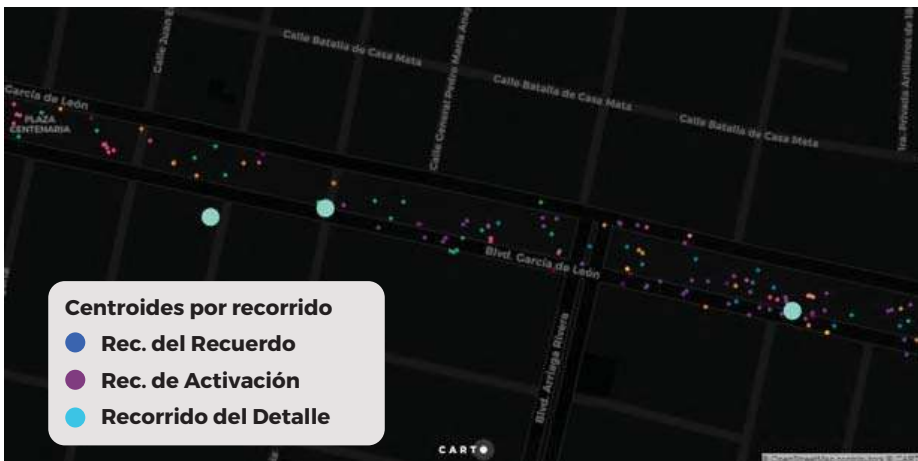 Calle Batalla de Casa Mata
Calle Batalla de Casa Mata
Calle Batalla de Casa Mata
García de León
PLAZA
CENTENARIA
Blvd. García de León
Blvd. Arriaga Rivera
Centroides por recorrido
Rec. del Recuerdo
Rec. de Activación
Recorrido del Detalle
CARTO